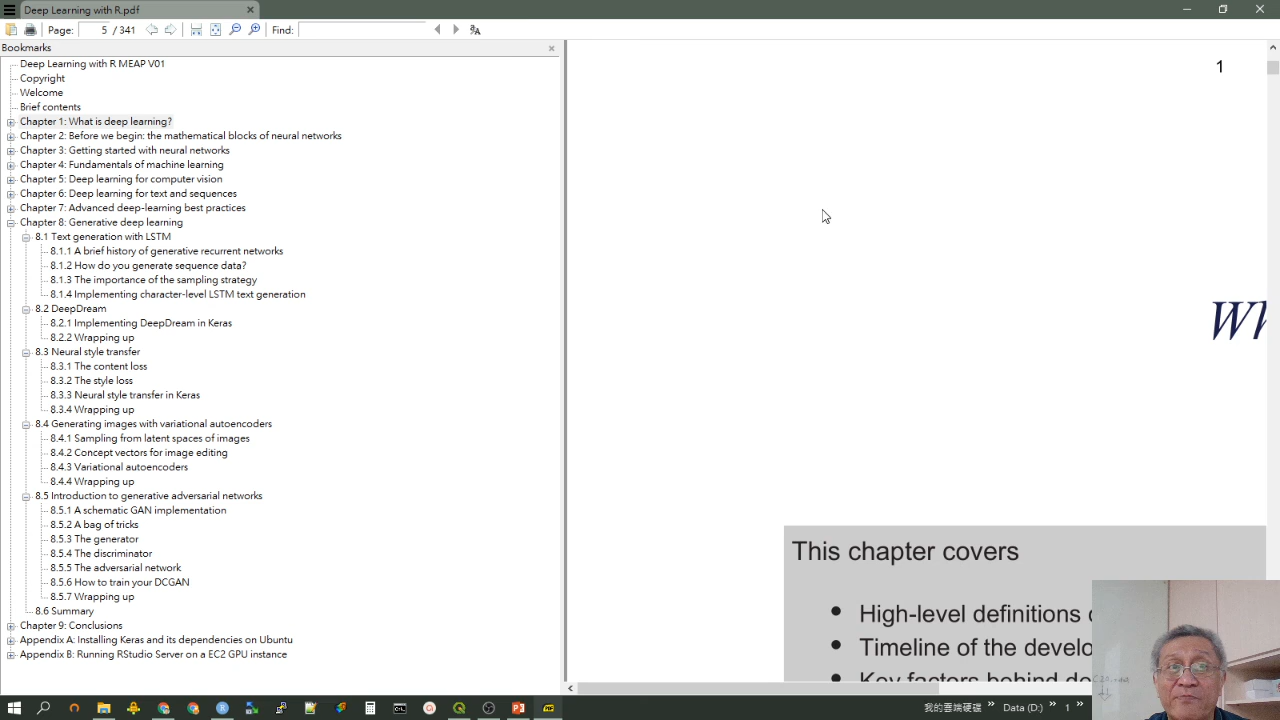 Deep Learning with R.pdf
Page: 5 / 341
Find:
Bookmarks
Deep Learning with R MEAP V01
Copyright
Welcome
Brief contents
Chapter 1: What is deep learning?
Chapter 2: Before we begin: the mathematical blocks of neural networks
Chapter 3: Getting started with neural networks
Chapter 4: Fundamentals of machine learning
Chapter 5: Deep learning for computer vision
Chapter 6: Deep learning for text and sequences
Chapter 7: Advanced deep-learning best practices
Chapter 8: Generative deep learning
8.1 Text generation with LSTM
8.1.1 A brief history of generative recurrent networks
8.1.2 How do you generate sequence data?
8.1.3 The importance of the sampling strategy
8.1.4 Implementing character-level LSTM text generation
8.2 DeepDream
8.2.1 Implementing DeepDream in Keras
8.2.2 Wrapping up
8.3 Neural style transfer
8.3.1 The content loss
8.3.2 The style loss
8.3.3 Neural style transfer in Keras
8.3.4 Wrapping up
8.4 Generating images with variational autoencoders
8.4.1 Sampling from latent spaces of images
8.4.2 Concept vectors for image editing
8.4.3 Variational autoencoders
8.4.4 Wrapping up
8.5 Introduction to generative adversarial networks
8.5.1 A schematic GAN implementation
8.5.2 A bag of tricks
8.5.3 The generator
8.5.4 The discriminator
8.5.5 The adversarial network
8.5.6 How to train your DCGAN
8.5.7 Wrapping up
8.6 Summary
Chapter 9: Conclusions
Appendix A: Installing Keras and its dependencies on Ubuntu
Appendix B: Running RStudio Server on a EC2 GPU instance
1
Wh
This chapter covers
• High-level definitions
• Timeline of the develo
• Key factors behind de
我的雲端硬碟 » Data (D:) » 1 »